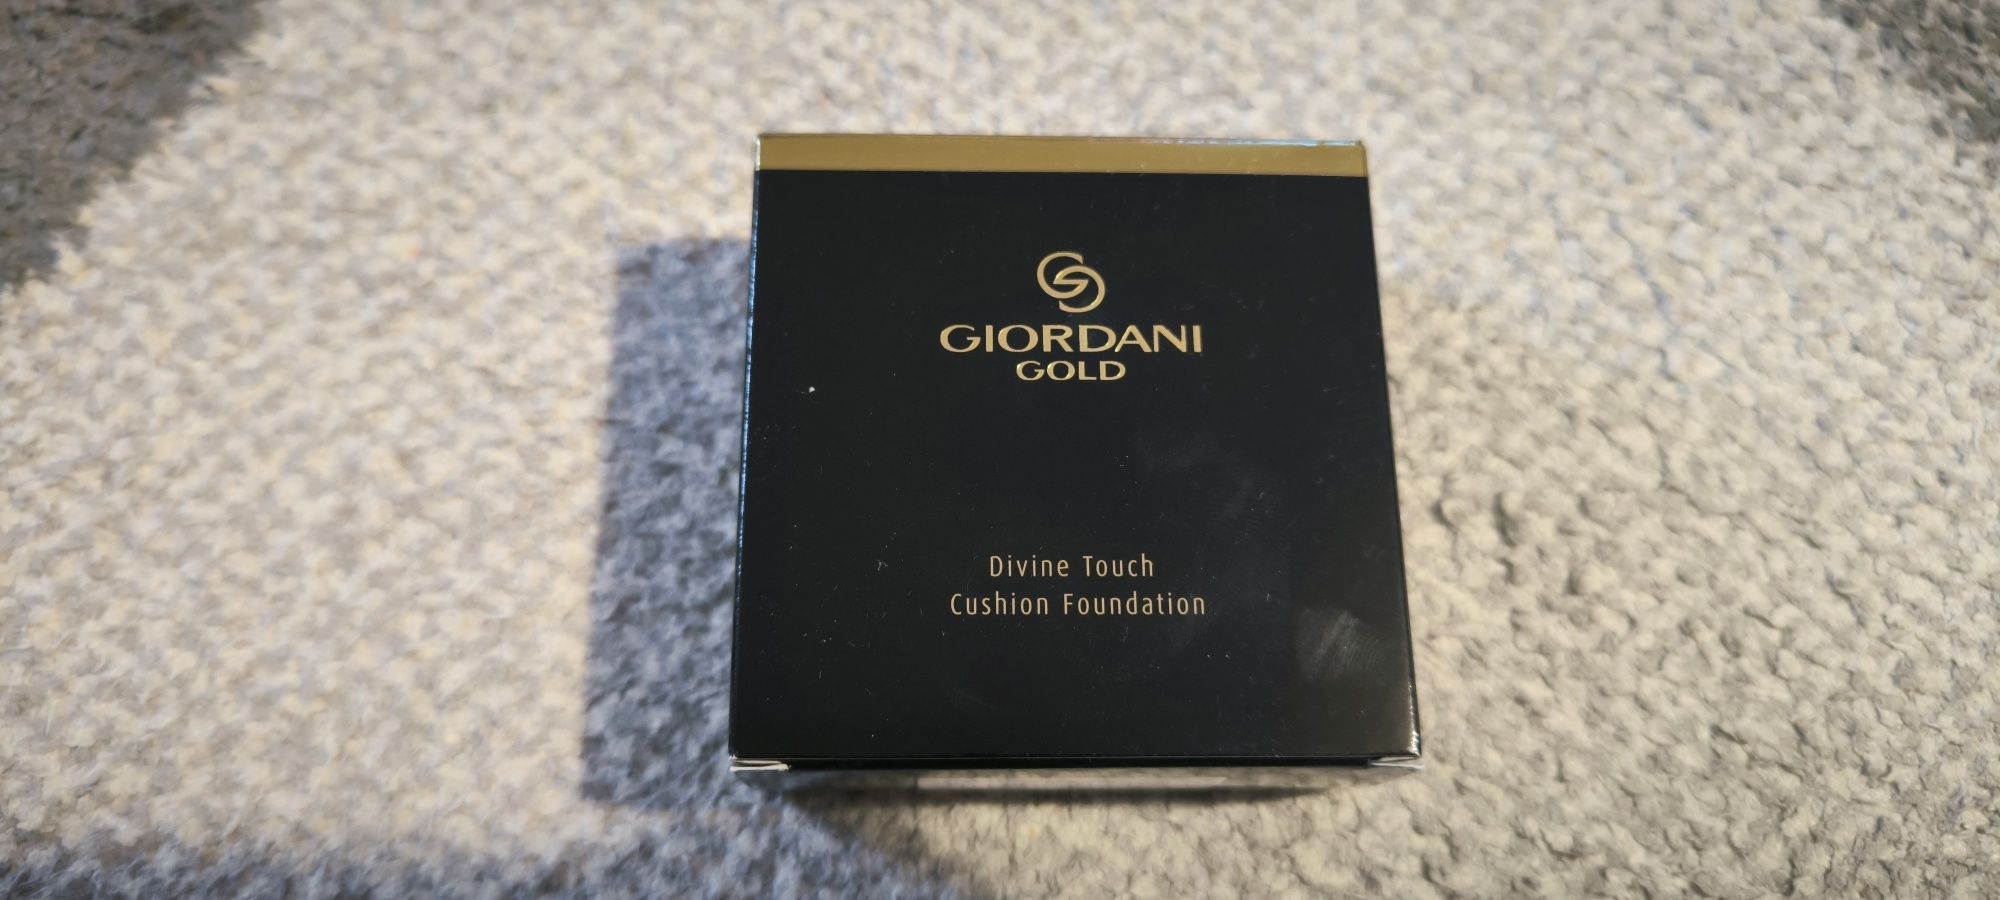 GIORDANI
GOLD
Divine Touch
Cushion Foundation